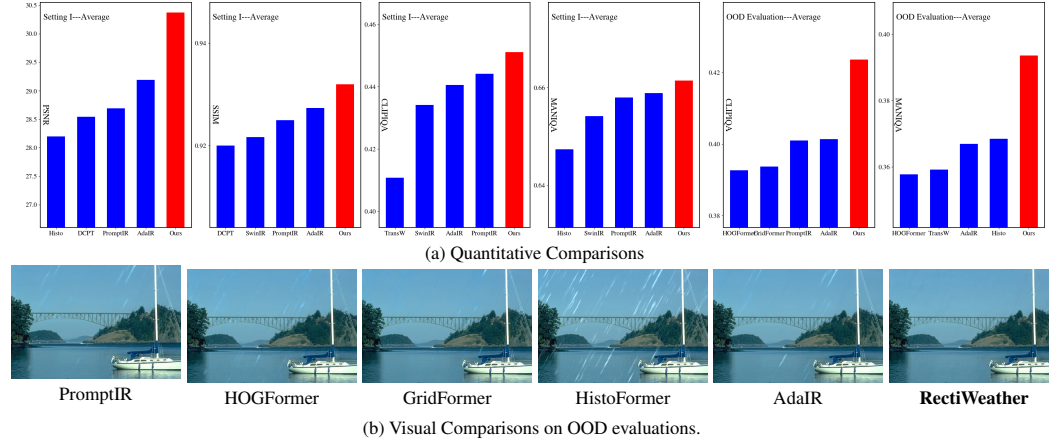 Setting I---Average
30.5
30.0
29.5
29.0
28.5
28.0
27.5
27.0
PSNR
Histo DCPT PromptIR AdaIR Ours
Setting I---Average
0.94
0.92
SSIM
DCPT SwinIR PromptIR AdaIR Ours
Setting I---Average
0.46
0.44
0.42
0.40
CLIPIQA
TransW SwinIR AdaIR PromptIR Ours
Setting I---Average
0.66
0.64
MANIQA
Histo SwinIR PromptIR AdaIR Ours
OOD Evaluation---Average
0.42
0.40
0.38
CLIPIQA
HOGFormer GridFormer PromptIR AdaIR Ours
OOD Evaluation---Average
0.40
0.38
0.36
MANIQA
HOGFormer TransW AdaIR Histo Ours
(a) Quantitative Comparisons
PromptIR HOGFormer GridFormer HistoFormer AdaIR RectiWeather
(b) Visual Comparisons on OOD evaluations.